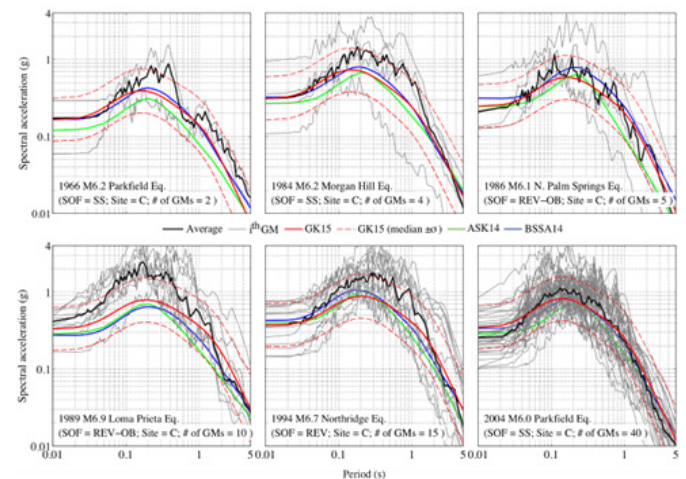 4
1
0.1
0.01
Spectral acceleration (g)
1966 M6.2 Parkfield Eq.
(SOF = SS; Site = C; # of GMs = 2 )
1984 M6.2 Morgan Hill Eq.
(SOF = SS; Site = C; # of GMs = 4 )
1986 M6.1 N. Palm Springs Eq.
(SOF = REV-OB; Site = C; # of GMs = 5 )
Average
ith GM
GK15
GK15 (median ±σ)
ASK14
BSSA14
4
1
0.1
0.01
Spectral acceleration (g)
1989 M6.9 Loma Prieta Eq.
(SOF = REV-OB; Site = C; # of GMs = 10 )
1994 M6.7 Northridge Eq.
(SOF = REV; Site = C; # of GMs = 15 )
2004 M6.0 Parkfield Eq.
(SOF = SS; Site = C; # of GMs = 40 )
0.01 0.1 1 5 0.01 0.1 1 5 0.01 0.1 1 5
Period (s)